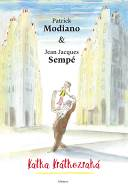 Patrick
Modiano
&
Jean Jacques
Sempé
Katka Krátkozraká